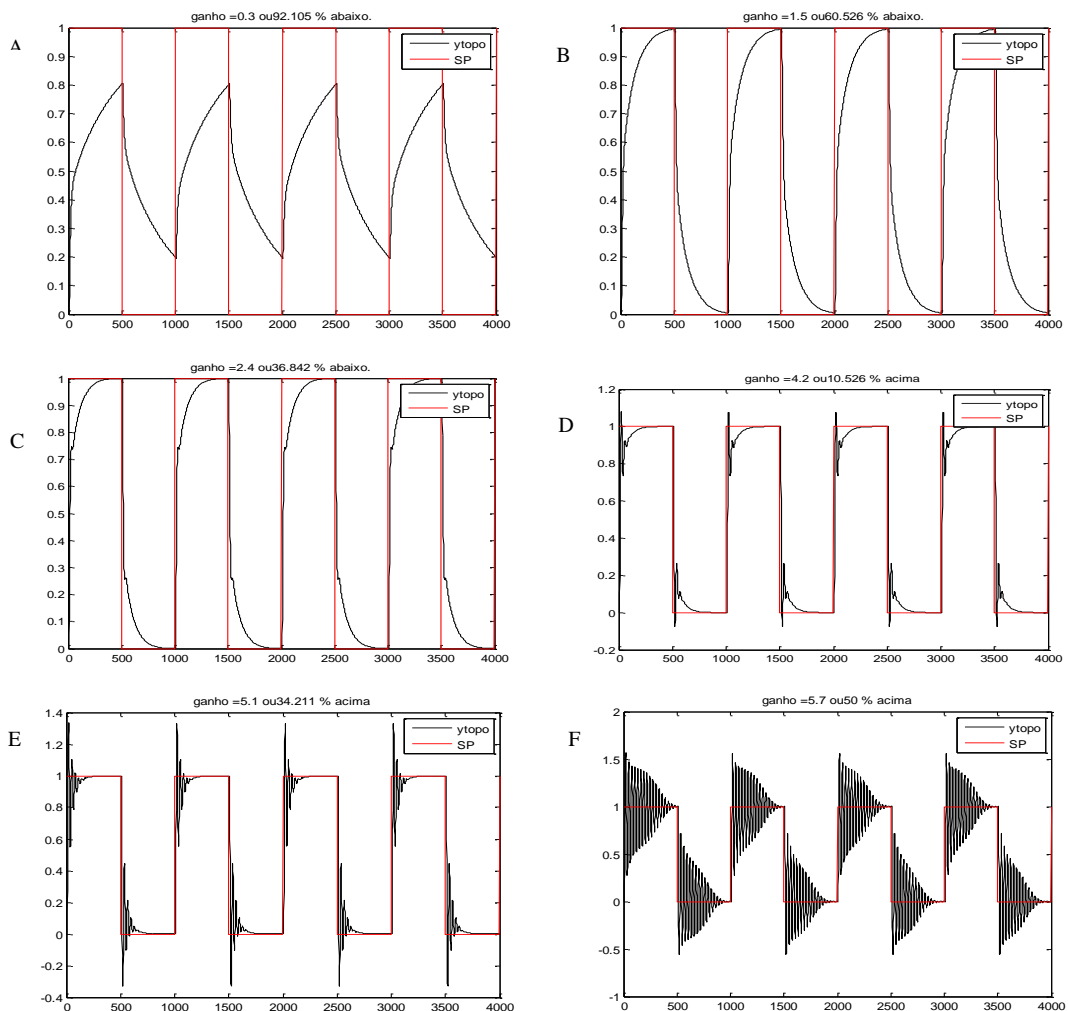 ganho =0.3 ou92.105 % abaixo.
A
1
0.9
0.8
0.7
0.6
0.5
0.4
0.3
0.2
0.1
0
0 500 1000 1500 2000 2500 3000 3500 4000
ytopo
SP
ganho =1.5 ou60.526 % abaixo.
B
1
0.9
0.8
0.7
0.6
0.5
0.4
0.3
0.2
0.1
0
0 500 1000 1500 2000 2500 3000 3500 4000
ytopo
SP
ganho =2.4 ou36.842 % abaixo.
C
1
0.9
0.8
0.7
0.6
0.5
0.4
0.3
0.2
0.1
0
0 500 1000 1500 2000 2500 3000 3500 4000
ytopo
SP
ganho =4.2 ou10.526 % acima
D
1.2
1
0.8
0.6
0.4
0.2
0
-0.2
0 500 1000 1500 2000 2500 3000 3500 4000
ytopo
SP
ganho =5.1 ou34.211 % acima
E
1.4
1.2
1
0.8
0.6
0.4
0.2
0
-0.2
-0.4
0 500 1000 1500 2000 2500 3000 3500 4000
ytopo
SP
ganho =5.7 ou50 % acima
F
2
1.5
1
0.5
0
-0.5
-1
0 500 1000 1500 2000 2500 3000 3500 4000
ytopo
SP